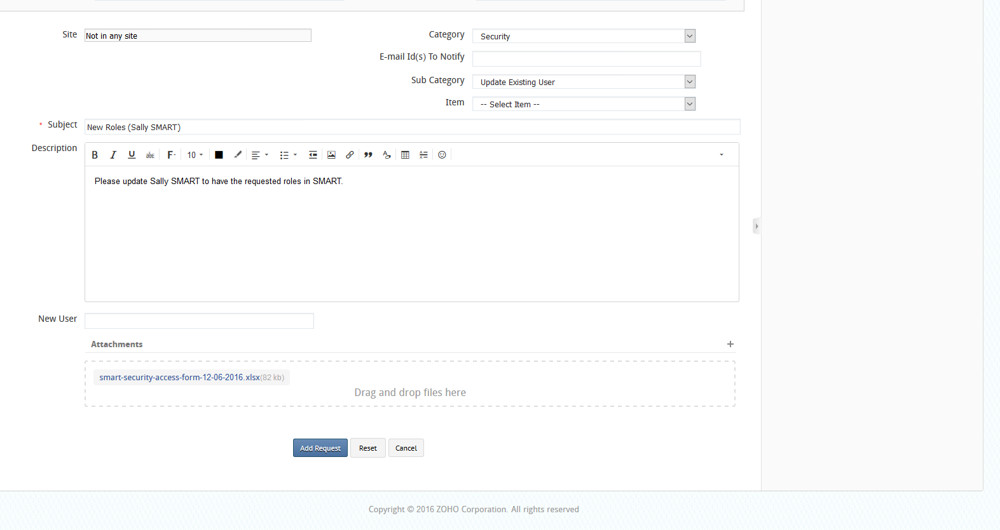 Site Not in any site Category Security
E-mail Id(s) To Notify
Sub Category Update Existing User
Item -- Select Item --
* Subject New Roles (Sally SMART)
Description B I U abc F 10
Please update Sally SMART to have the requested roles in SMART.
New User
Attachments +
smart-security-access-form-12-06-2016.xlsx(82 kb)
Drag and drop files here
Add Request Reset Cancel
Copyright © 2016 ZOHO Corporation. All rights reserved